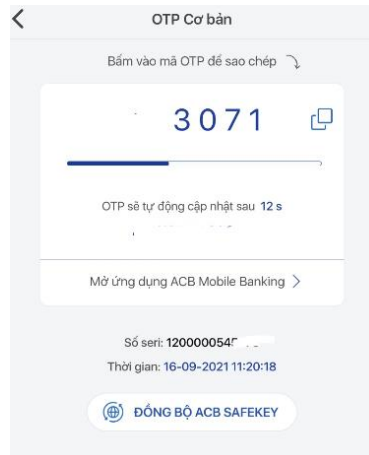 OTP Cơ bản
Bấm vào mã OTP để sao chép
3071
OTP sẽ tự động cập nhật sau 12 s
Mở ứng dụng ACB Mobile Banking >
Số seri: 120000054
Thời gian: 16-09-2021 11:20:18
ĐỒNG BỘ ACB SAFEKEY